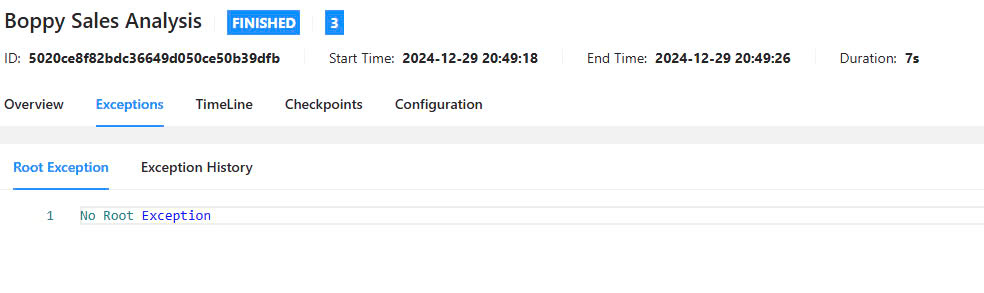 Boppy Sales Analysis FINISHED 3
ID: 5020ce8f82bdc36649d050ce50b39dfb Start Time: 2024-12-29 20:49:18 End Time: 2024-12-29 20:49:26 Duration: 7s
Overview Exceptions TimeLine Checkpoints Configuration
Root Exception Exception History
1 No Root Exception